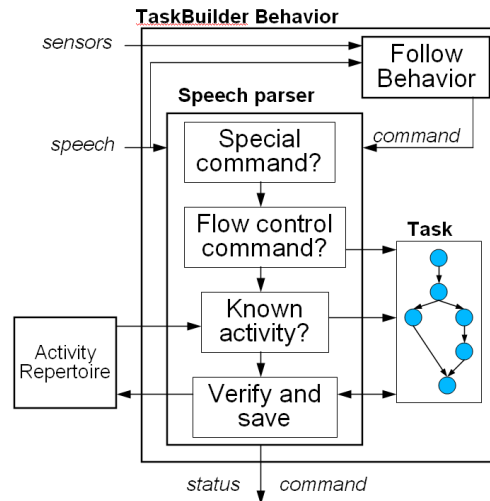 TaskBuilder Behavior
sensors
Follow
Behavior
Speech parser
speech
command
Special
command?
Flow control
command?
Task
Known
activity?
Activity
Repertoire
Verify and
save
status command